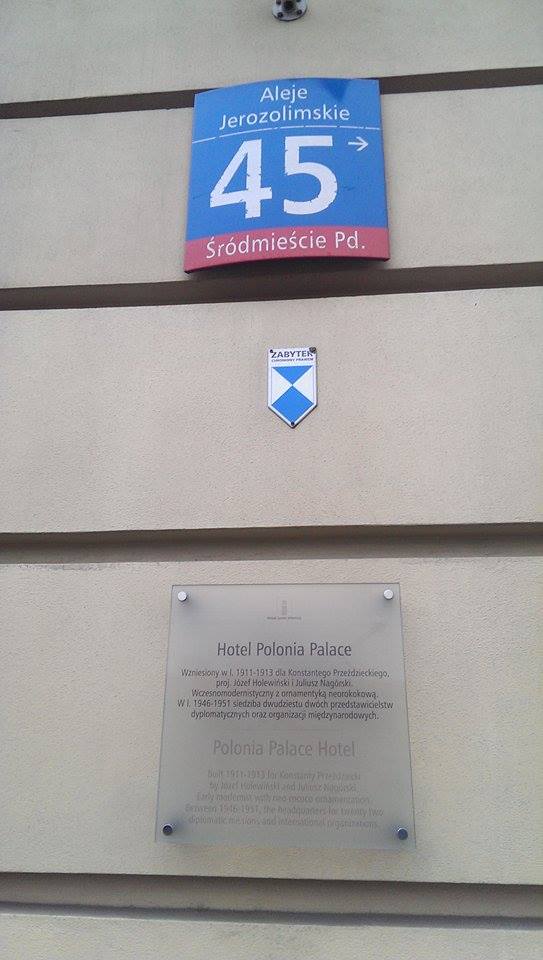 Aleje
Jerozolimskie
45
Śródmieście Pd.
ZABYTEK
CHRONIONY PRAWEM
Hotel Polonia Palace
Wzniesiony w l. 1911-1913 dla Konstantego Przeździeckiego,
proj. Józef Holewiński i Juliusz Nagórski.
Wczesnomodernistyczny z ornamentyką neorokokową.
W l. 1946-1951 siedziba dwudziestu dwóch przedstawicielstw
dyplomatycznych oraz organizacji międzynarodowych.
Polonia Palace Hotel
Built 1911-1913 for Konstanty Przeździecki
by Józef Holewiński and Juliusz Nagórski.
Early modernist with neo-rococo ornamentation.
Between 1946-1951, the headquarters for twenty two
diplomatic missions and international organizations.